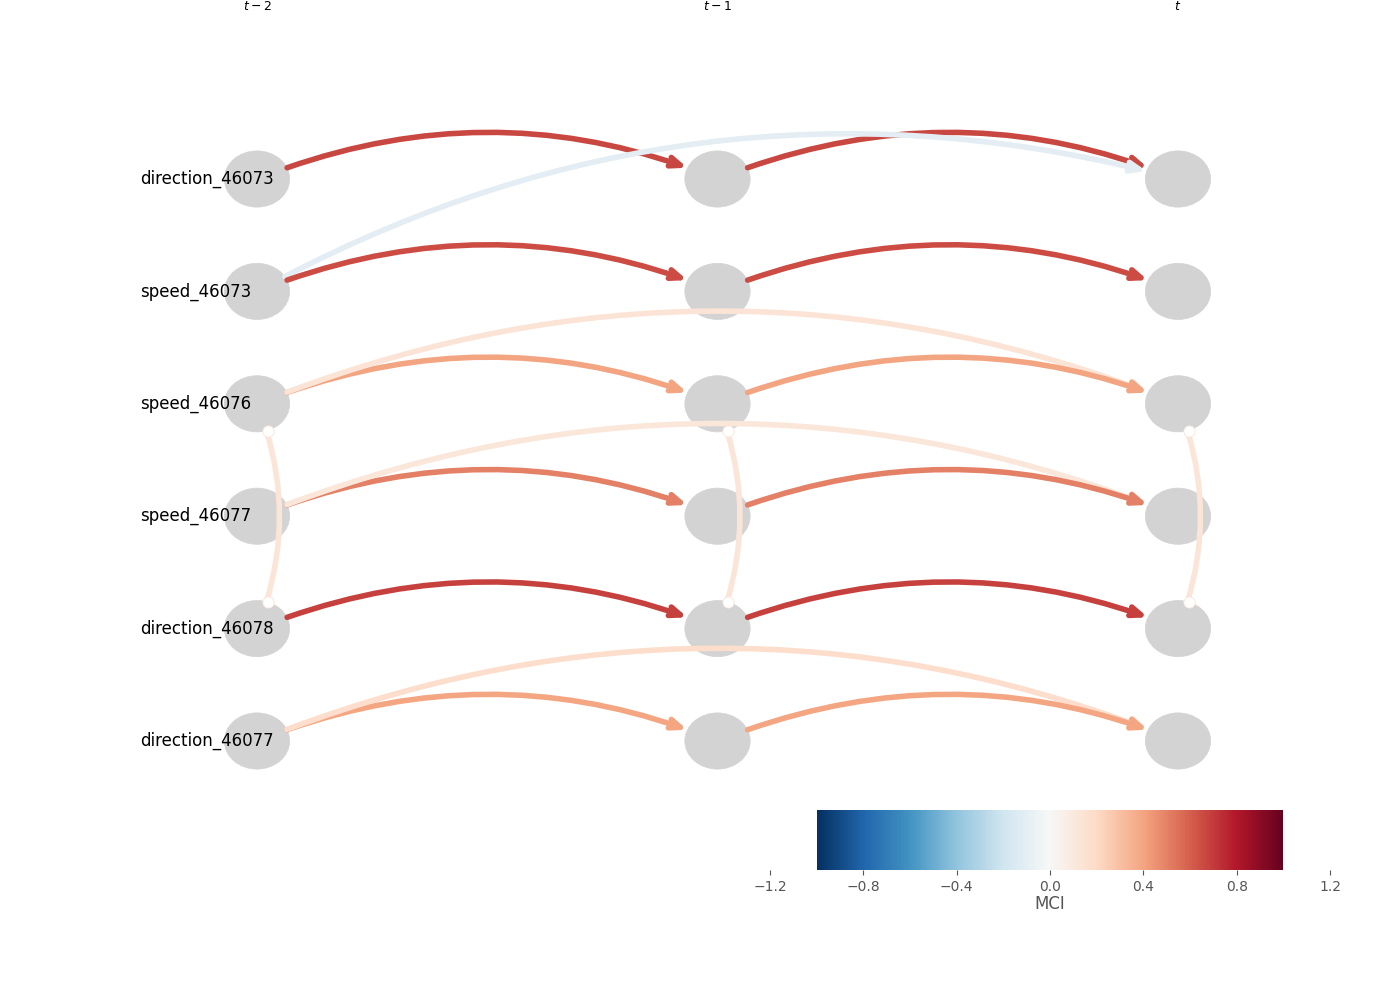 t − 2 t − 1 t
direction_46073
speed_46073
speed_46076
speed_46077
direction_46078
direction_46077
−1.2 −0.8 −0.4 0.0 0.4 0.8 1.2
MCI